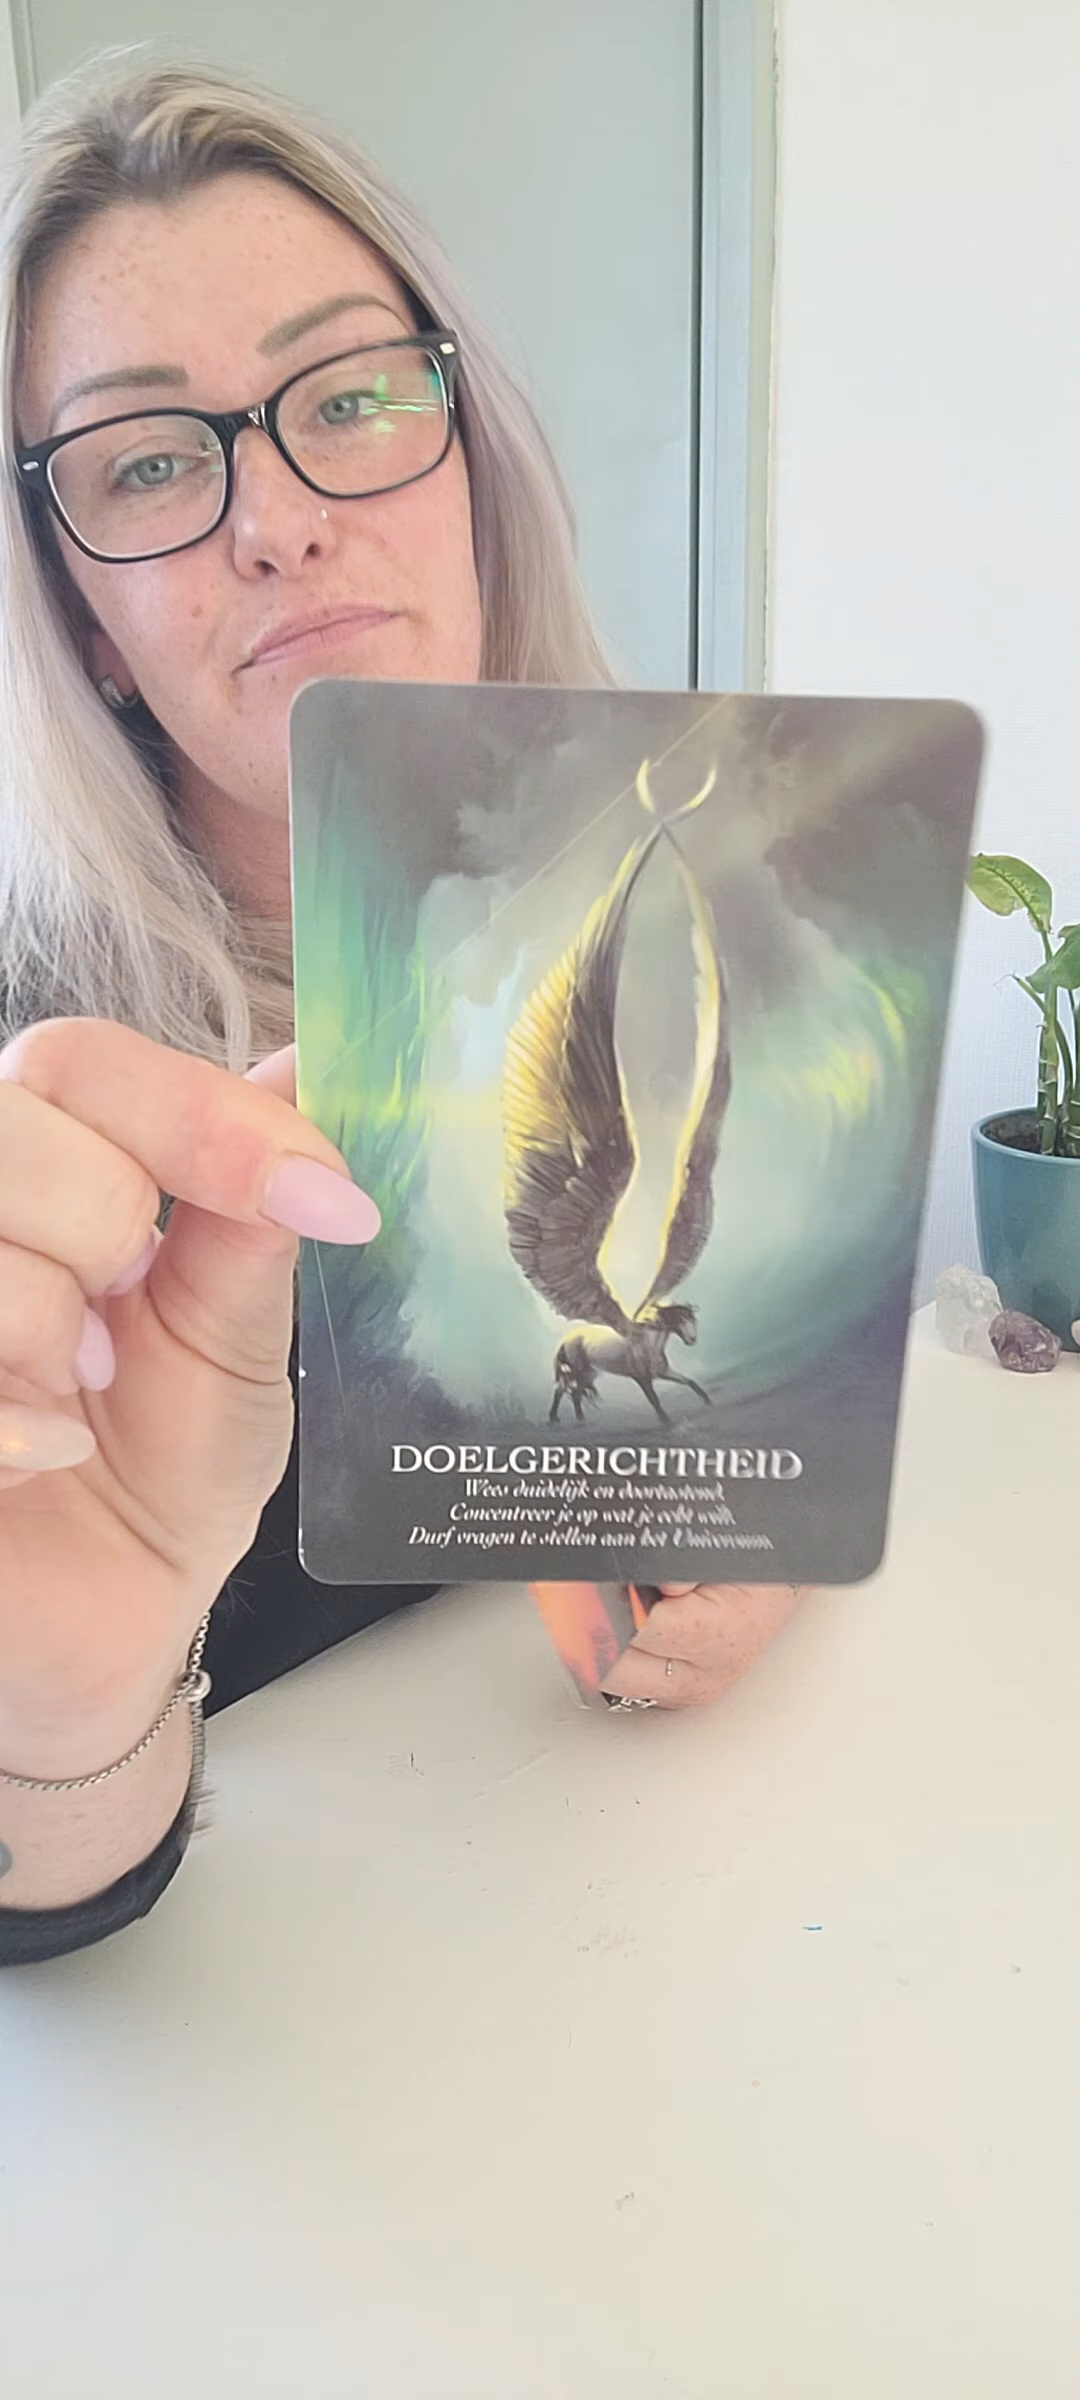 DOELGERICHTHEID
Wees duidelijk en doortastend.
Concentreer je op wat je echt wilt.
Durf vragen te stellen aan het Universum